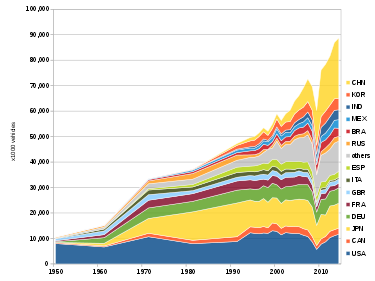 100,000
90,000
80,000
70,000
60,000
50,000
40,000
30,000
20,000
10,000
0
x1000 vehicles
1950
1960
1970
1980
1990
2000
2010
CHN
KOR
IND
MEX
BRA
RUS
others
ESP
ITA
GBR
FRA
DEU
JPN
CAN
USA